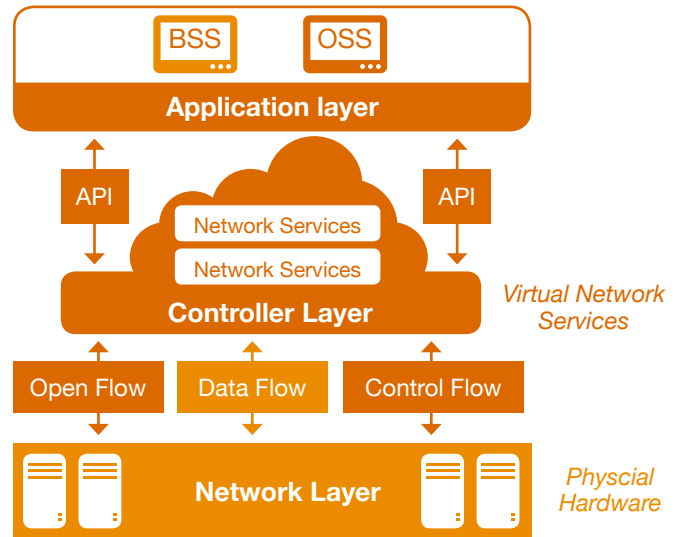 BSS
OSS
Application layer
API
API
Network Services
Network Services
Controller Layer
Virtual Network
Services
Open Flow
Data Flow
Control Flow
Network Layer
Physcial
Hardware